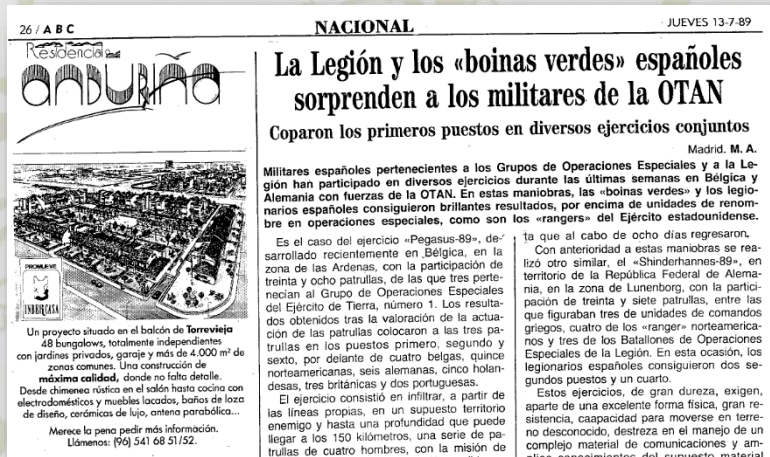 26 / ABC
NACIONAL
JUEVES 13-7-89
Residencial
ANDURIÑA
PROMUEVE
INDERCASA
Un proyecto situado en el balcón de Torrevieja
48 bungalows, totalmente independientes
con jardines privados, garaje y más de 4.000 m² de
zonas comunes. Una construcción de
máxima calidad, donde no falta detalle.
Desde chimenea rústica en el salón hasta cocina con
electrodomésticos y muebles lacados, baños de loza
de diseño, cerámicas de lujo, antena parabólica...
Merece la pena pedir más información.
Llámenos: (96) 541 68 51/52.
La Legión y los «boinas verdes» españoles
sorprenden a los militares de la OTAN
Coparon los primeros puestos en diversos ejercicios conjuntos
Madrid. M. A.
Militares españoles pertenecientes a los Grupos de Operaciones Especiales y a la Le-
gión han participado en diversos ejercicios durante las últimas semanas en Bélgica y
Alemania con fuerzas de la OTAN. En estas maniobras, las «boinas verdes» y los legio-
narios españoles consiguieron brillantes resultados, por encima de unidades de renom-
bre en operaciones especiales, como son los «rangers» del Ejército estadounidense.
Es el caso del ejercicio «Pegasus-89», de-
sarrollado recientemente en Bélgica, en la
zona de las Ardenas, con la participación de
treinta y ocho patrullas, de las que tres perte-
necían al Grupo de Operaciones Especiales
del Ejército de Tierra, número 1. Los resulta-
dos obtenidos tras la valoración de la actua-
ción de las patrullas colocaron a las tres pa-
trullas en los puestos primero, segundo y
sexto, por delante de cuatro belgas, quince
norteamericanas, seis alemanas, cinco holan-
desas, tres británicas y dos portuguesas.
El ejercicio consistió en infiltrar, a partir de
las líneas propias, en un supuesto territorio
enemigo y hasta una profundidad que puede
llegar a los 150 kilómetros, una serie de pa-
trullas de cuatro hombres, con la misión de
ta que al cabo de ocho días regresaron.
Con anterioridad a estas maniobras se rea-
lizó otro similar, el «Shinderhannes-89», en
territorio de la República Federal de Alema-
nia, en la zona de Lunenborg, con la partici-
pación de treinta y siete patrullas, entre las
que figuraban tres de unidades de comandos
griegos, cuatro de los «ranger» norteamerica-
nos y tres de los Batallones de Operaciones
Especiales de la Legión. En esta ocasión, los
legionarios españoles consiguieron dos se-
gundos puestos y un cuarto.
Estos ejercicios, de gran dureza, exigen,
aparte de una excelente forma física, gran re-
sistencia, caapacidad para moverse en terre-
no desconocido, destreza en el manejo de un
complejo material de comunicaciones y am-
plios conocimientos del supuesto material